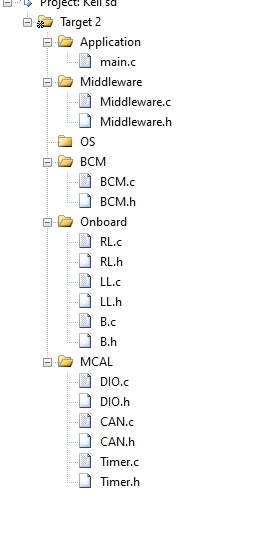 Project: Keil sd
Target 2
Application
main.c
Middleware
Middleware.c
Middleware.h
OS
BCM
BCM.c
BCM.h
Onboard
RL.c
RL.h
LL.c
LL.h
B.c
B.h
MCAL
DIO.c
DIO.h
CAN.c
CAN.h
Timer.c
Timer.h